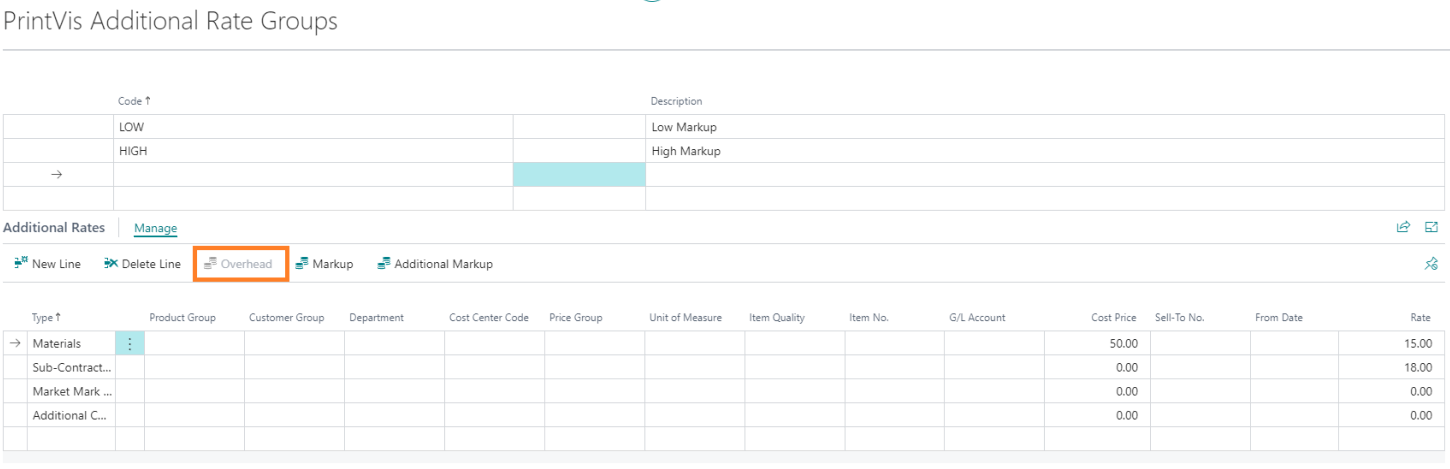 PrintVis Additional Rate Groups
Code ↑ Description
LOW Low Markup
HIGH High Markup
→
Additional Rates Manage
New Line Delete Line Overhead Markup Additional Markup
Type ↑ Product Group Customer Group Department Cost Center Code Price Group Unit of Measure Item Quality Item No. G/L Account Cost Price Sell-To No. From Date Rate
→ Materials 50.00 15.00
Sub-Contract... 0.00 18.00
Market Mark ... 0.00 0.00
Additional C... 0.00 0.00